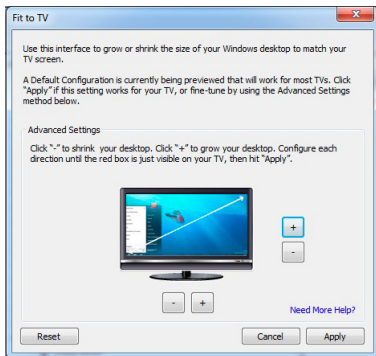 Fit to TV
Use this interface to grow or shrink the size of your Windows desktop to match your
TV screen.
A Default Configuration is currently being previewed that will work for most TVs. Click
"Apply" if this setting works for your TV, or fine-tune by using the Advanced Settings
method below.
Advanced Settings
Click "-" to shrink your desktop. Click "+" to grow your desktop. Configure each
direction until the red box is just visible on your TV, then hit "Apply".
+
-
- +
Need More Help?
Reset Cancel Apply